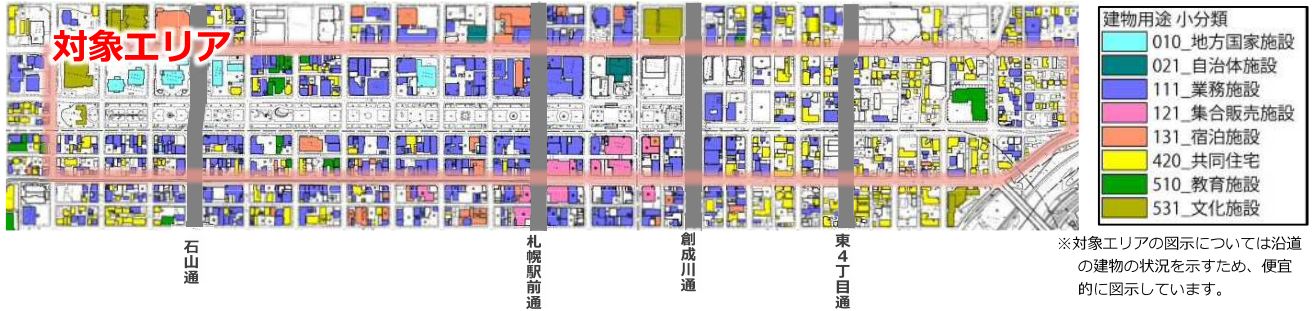 対象エリア
建物用途 小分類
010_地方国家施設
021_自治体施設
111_業務施設
121_集合販売施設
131_宿泊施設
420_共同住宅
510_教育施設
531_文化施設
石山通
札幌駅前通
創成川通
東4丁目通
※対象エリアの図示については沿道
の建物の状況を示すため、便宜
的に図示しています。